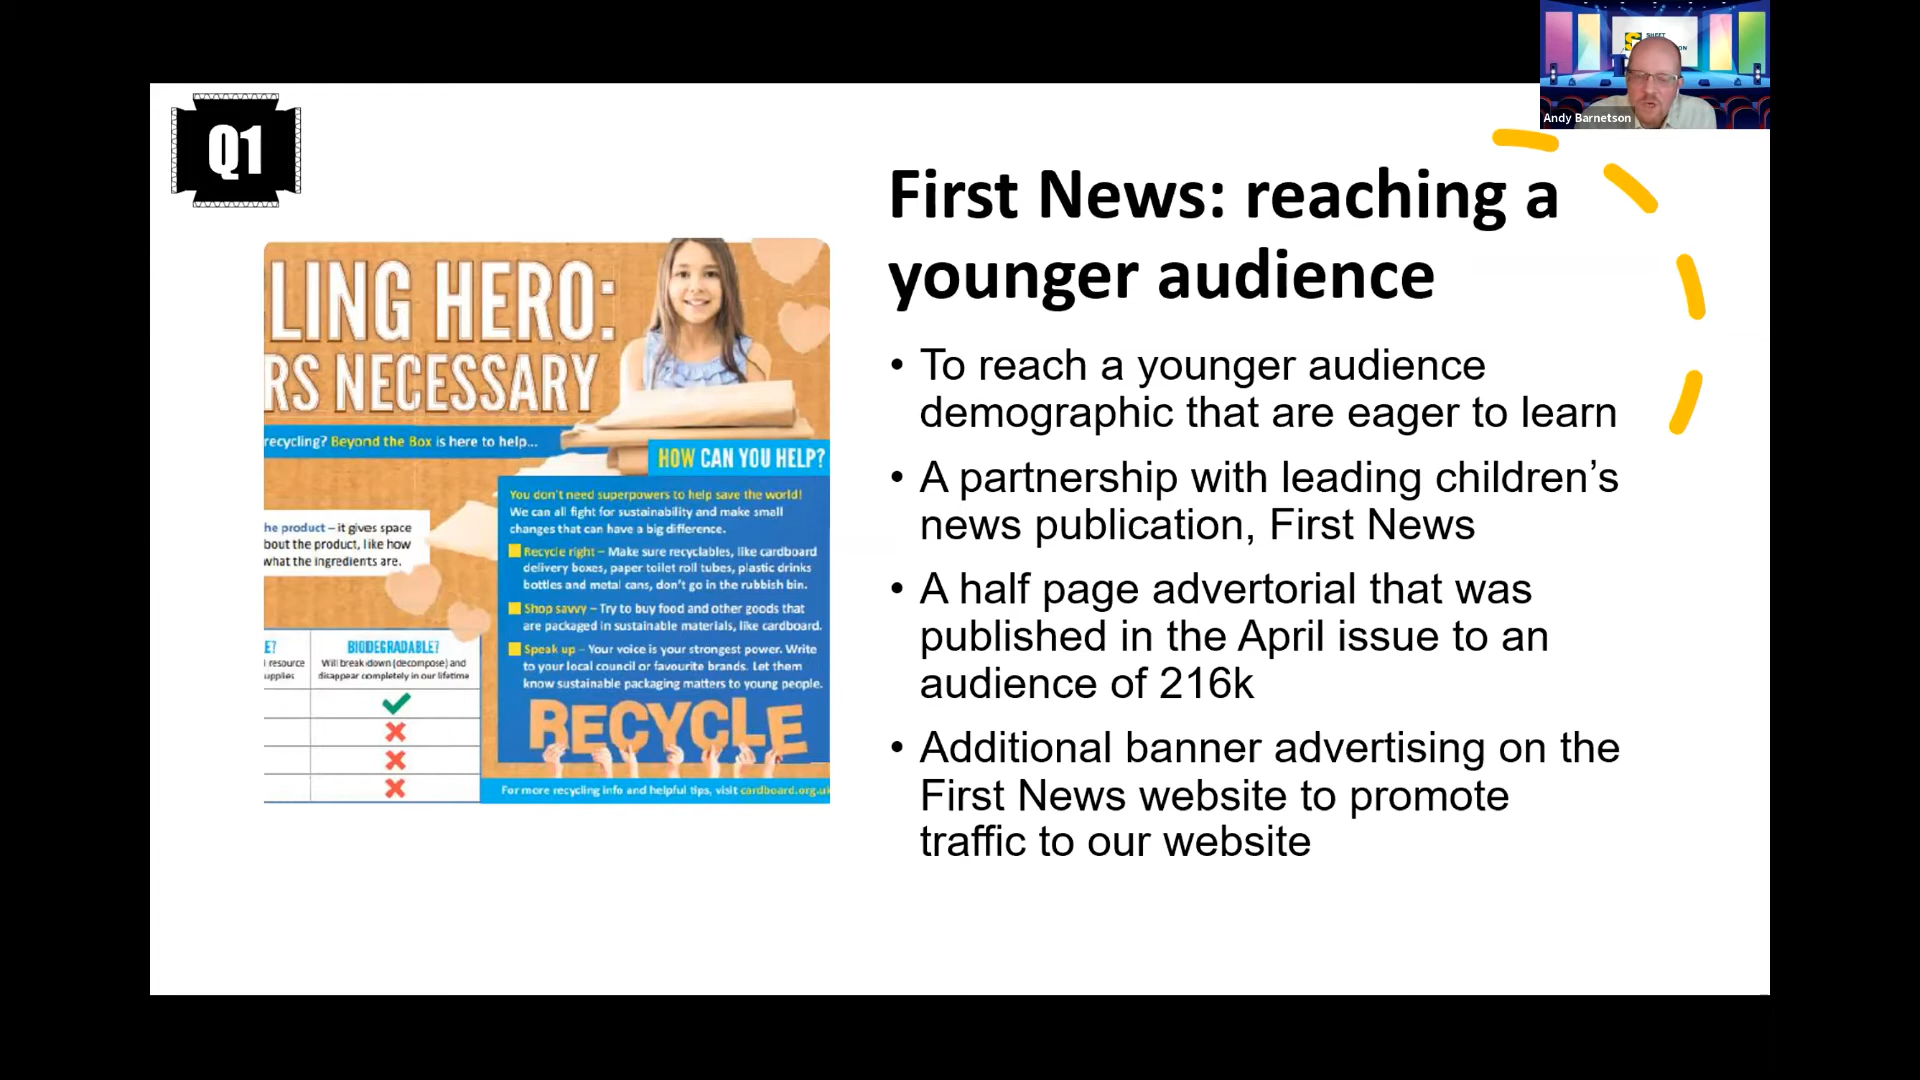 Q1
Andy Barnetson
First News: reaching a
younger audience
• To reach a younger audience
demographic that are eager to learn
• A partnership with leading children’s
news publication, First News
• A half page advertorial that was
published in the April issue to an
audience of 216k
• Additional banner advertising on the
First News website to promote
traffic to our website
LING HERO:
RS NECESSARY
recycling? Beyond the Box is here to help...
HOW CAN YOU HELP?
You don't need superpowers to help save the world!
We can all fight for sustainability and make small
changes that can have a big difference.
Recycle right – Make sure recyclables, like cardboard
delivery boxes, paper toilet roll tubes, plastic drinks
bottles and metal cans, don't go in the rubbish bin.
Shop savvy – Try to buy food and other goods that
are packaged in sustainable materials, like cardboard.
Speak up – Your voice is your strongest power. Write
to your local council or favourite brands. Let them
know sustainable packaging matters to young people.
RECYCLE
For more recycling info and helpful tips, visit cardboard.org.u
he product – it gives space
bout the product, like how
what the ingredients are.
E?
resource
upplies
BIODEGRADABLE?
Will break down (decompose) and
disappear completely in our lifetime